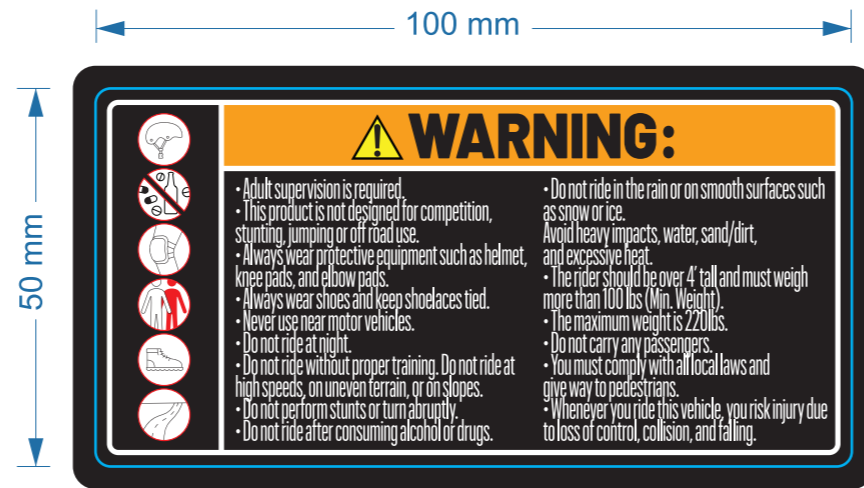 100 mm
50 mm
WARNING:
• Adult supervision is required.
• This product is not designed for competition,
stunting, jumping or off road use.
• Always wear protective equipment such as helmet,
knee pads, and elbow pads.
• Always wear shoes and keep shoelaces tied.
• Never use near motor vehicles.
• Do not ride at night.
• Do not ride without proper training. Do not ride at
high speeds, on uneven terrain, or on slopes.
• Do not perform stunts or turn abruptly.
• Do not ride after consuming alcohol or drugs.
• Do not ride in the rain or on smooth surfaces such
as snow or ice.
Avoid heavy impacts, water, sand/dirt,
and excessive heat.
• The rider should be over 4' tall and must weigh
more than 100 lbs (Min. Weight).
• The maximum weight is 220lbs.
• Do not carry any passengers.
• You must comply with all local laws and
give way to pedestrians.
• Whenever you ride this vehicle, you risk injury due
to loss of control, collision, and falling.